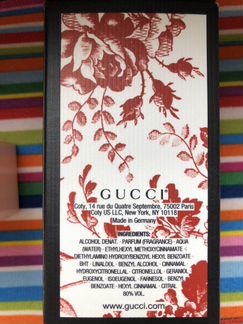 GUCCI
Coty, 14 rue du Quatre Septembre, 75002 Paris
Coty US LLC, New York, NY 10118
Made in Germany
INGREDIENTS:
ALCOHOL DENAT. · PARFUM (FRAGRANCE) · AQUA
(WATER) · ETHYLHEXYL METHOXYCINNAMATE ·
DIETHYLAMINO HYDROXYBENZOYL HEXYL BENZOATE ·
BHT · LINALOOL · BENZYL ALCOHOL · CINNAMAL ·
HYDROXYCITRONELLAL · CITRONELLOL · GERANIOL
EUGENOL · ISOEUGENOL · FARNESOL · BENZYL
BENZOATE · HEXYL CINNAMAL · CITRAL
80% VOL.
www.gucci.com